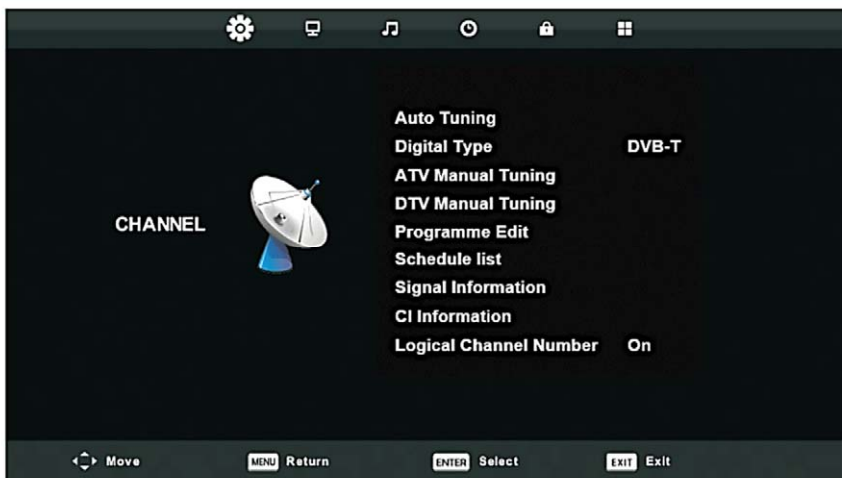 CHANNEL
Auto Tuning
Digital Type DVB-T
ATV Manual Tuning
DTV Manual Tuning
Programme Edit
Schedule list
Signal Information
CI Information
Logical Channel Number On
Move MENU Return ENTER Select EXIT Exit